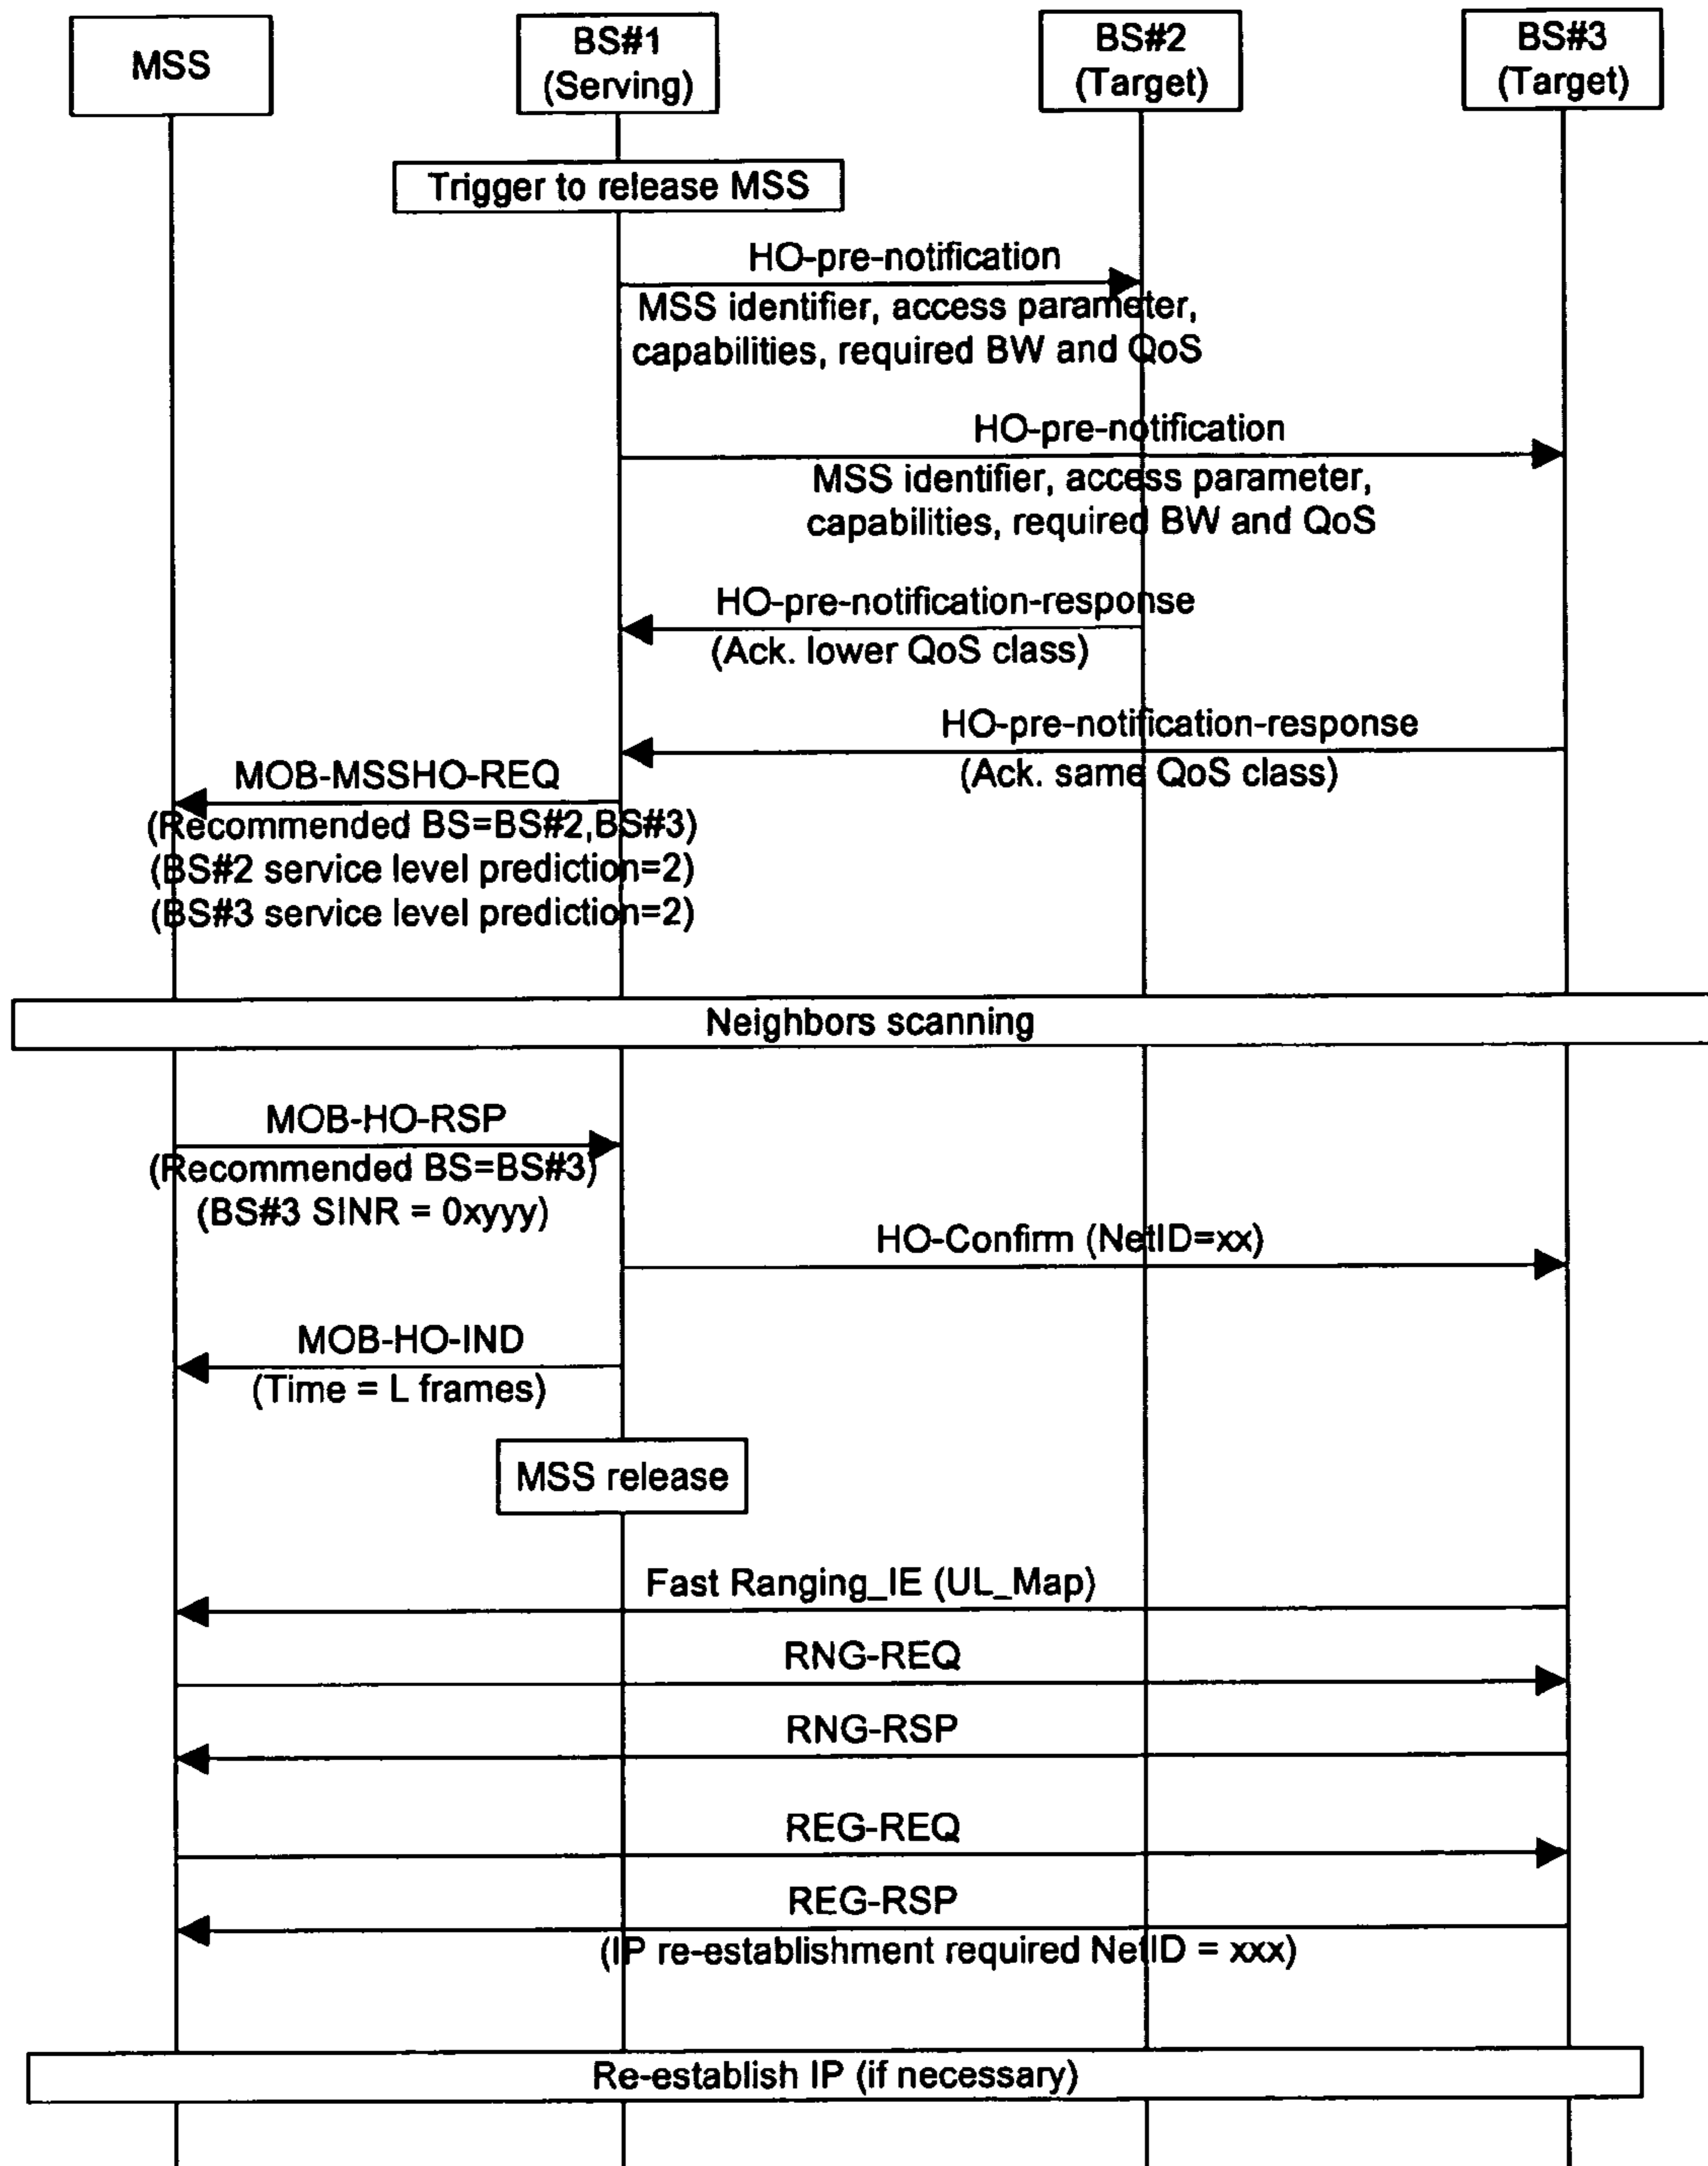 MSS
BS#1
(Serving)
BS#2
(Target)
BS#3
(Target)
Trigger to release MSS
HO-pre-notification
MSS identifier, access parameter,
capabilities, required BW and QoS
HO-pre-notification
MSS identifier, access parameter,
capabilities, required BW and QoS
HO-pre-notification-response
(Ack. lower QoS class)
HO-pre-notification-response
(Ack. same QoS class)
MOB-MSSHO-REQ
(Recommended BS=BS#2,BS#3)
(BS#2 service level prediction=2)
(BS#3 service level prediction=2)
Neighbors scanning
MOB-HO-RSP
(Recommended BS=BS#3)
(BS#3 SINR = 0xyyy)
HO-Confirm (NetID=xx)
MOB-HO-IND
(Time = L frames)
MSS release
Fast Ranging_IE (UL_Map)
RNG-REQ
RNG-RSP
REG-REQ
REG-RSP
(IP re-establishment required NetID = xxx)
Re-establish IP (if necessary)